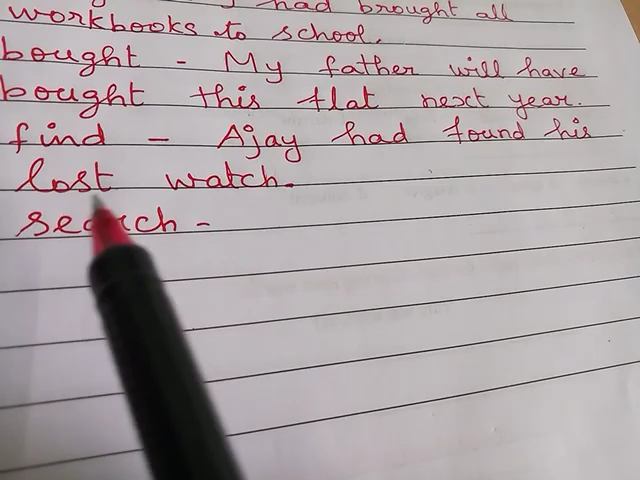 I had brought all
workbooks to school.
bought - My father will have
bought this flat next year.
find - Ajay had found his
lost watch.
search -